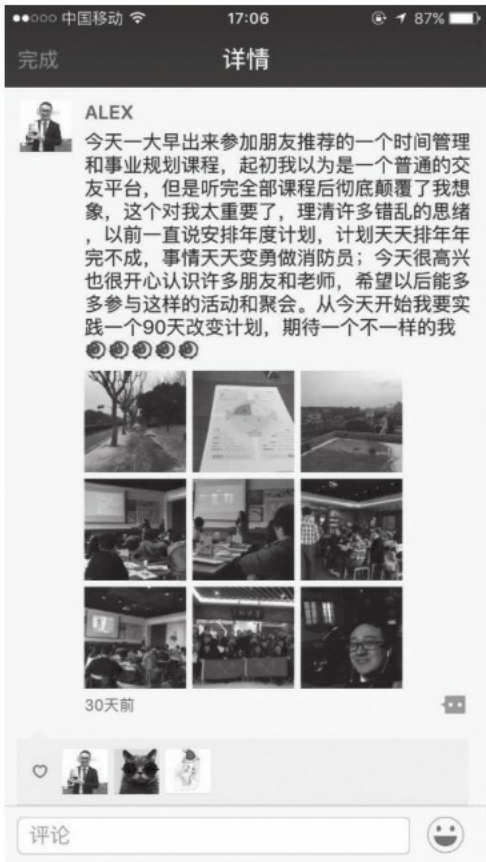 中国移动
17:06
87%
完成
详情
ALEX
今天一大早出来参加朋友推荐的一个时间管理
和事业规划课程，起初我以为是一个普通的交
友平台，但是听完全部课程后彻底颠覆了我想
象，这个对我太重要了，理清许多错乱的思绪
，以前一直说安排年度计划，计划天天排年年
完不成，事情天天变勇做消防员；今天很高兴
也很开心认识许多朋友和老师，希望以后能多
多参与这样的活动和聚会。从今天开始我要实
践一个90天改变计划，期待一个不一样的我
30天前
评论